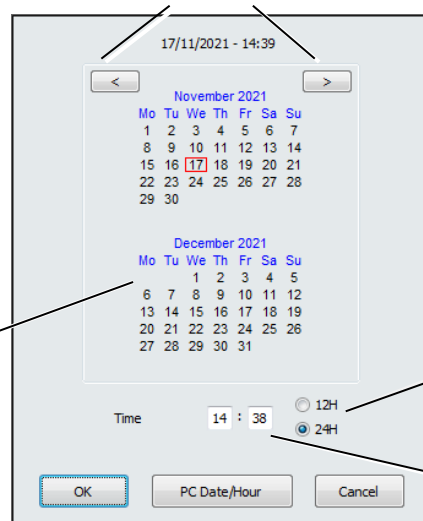 17/11/2021 - 14:39
< >
November 2021
Mo Tu We Th Fr Sa Su
1 2 3 4 5 6 7
8 9 10 11 12 13 14
15 16 17 18 19 20 21
22 23 24 25 26 27 28
29 30
December 2021
Mo Tu We Th Fr Sa Su
1 2 3 4 5
6 7 8 9 10 11 12
13 14 15 16 17 18 19
20 21 22 23 24 25 26
27 28 29 30 31
12H
Time 14 : 38
24H
OK PC Date/Hour Cancel